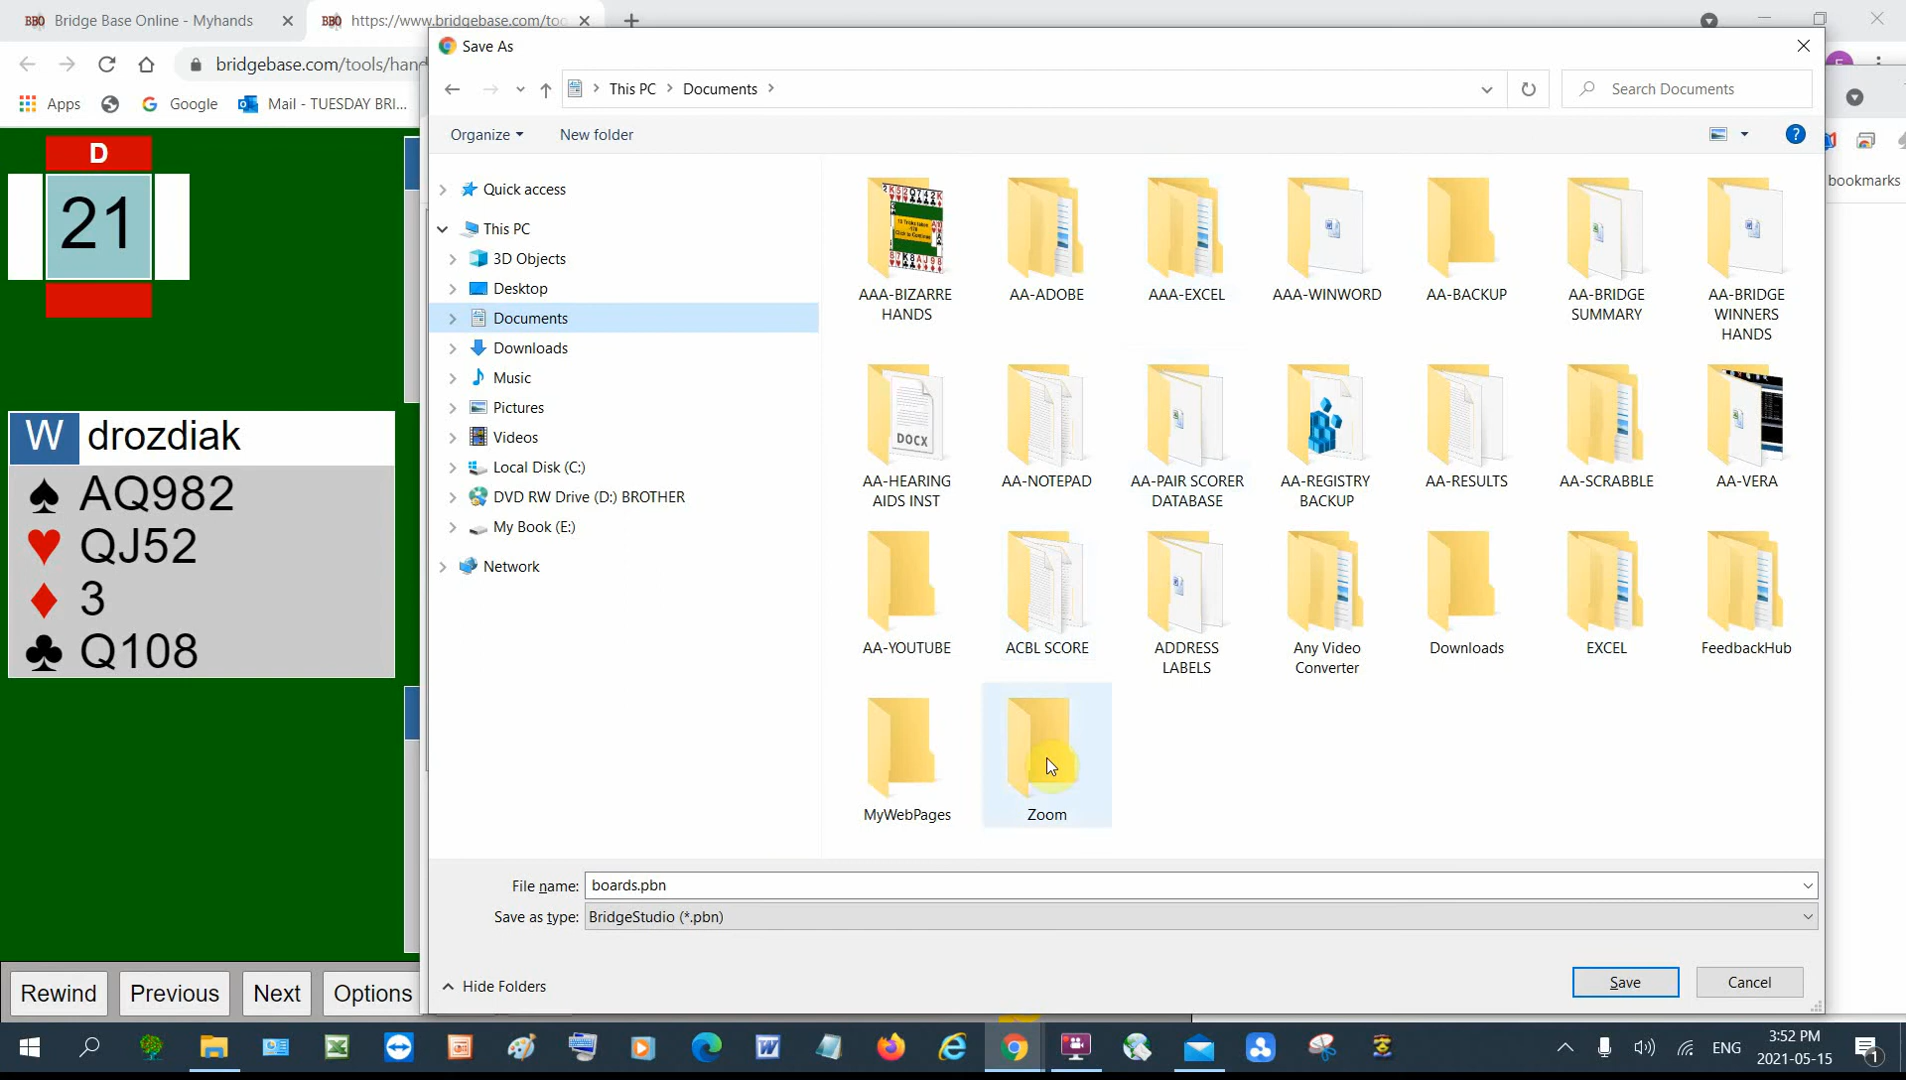 BBO Bridge Base Online - Myhands
BBO https://www.bridgebase.com/too
Save As
bridgebase.com/tools/hand
This PC > Documents >
Search Documents
Apps
Google
Mail - TUESDAY BRI...
Organize
New folder
bookmarks
D
21
W drozdiak
♠ AQ982
♥ QJ52
♦ 3
♣ Q108
Quick access
This PC
3D Objects
Desktop
Documents
Downloads
Music
Pictures
Videos
Local Disk (C:)
DVD RW Drive (D:) BROTHER
My Book (E:)
Network
AAA-BIZARRE
HANDS
AA-ADOBE
AAA-EXCEL
AAA-WINWORD
AA-BACKUP
AA-BRIDGE
SUMMARY
AA-BRIDGE
WINNERS
HANDS
DOCX
AA-HEARING
AIDS INST
AA-NOTEPAD
AA-PAIR SCORER
DATABASE
AA-REGISTRY
BACKUP
AA-RESULTS
AA-SCRABBLE
AA-VERA
AA-YOUTUBE
ACBL SCORE
ADDRESS
LABELS
Any Video
Converter
Downloads
EXCEL
FeedbackHub
MyWebPages
Zoom
File name: boards.pbn
Save as type: BridgeStudio (*.pbn)
Hide Folders
Save
Cancel
Rewind
Previous
Next
Options
ENG
3:52 PM
2021-05-15
1